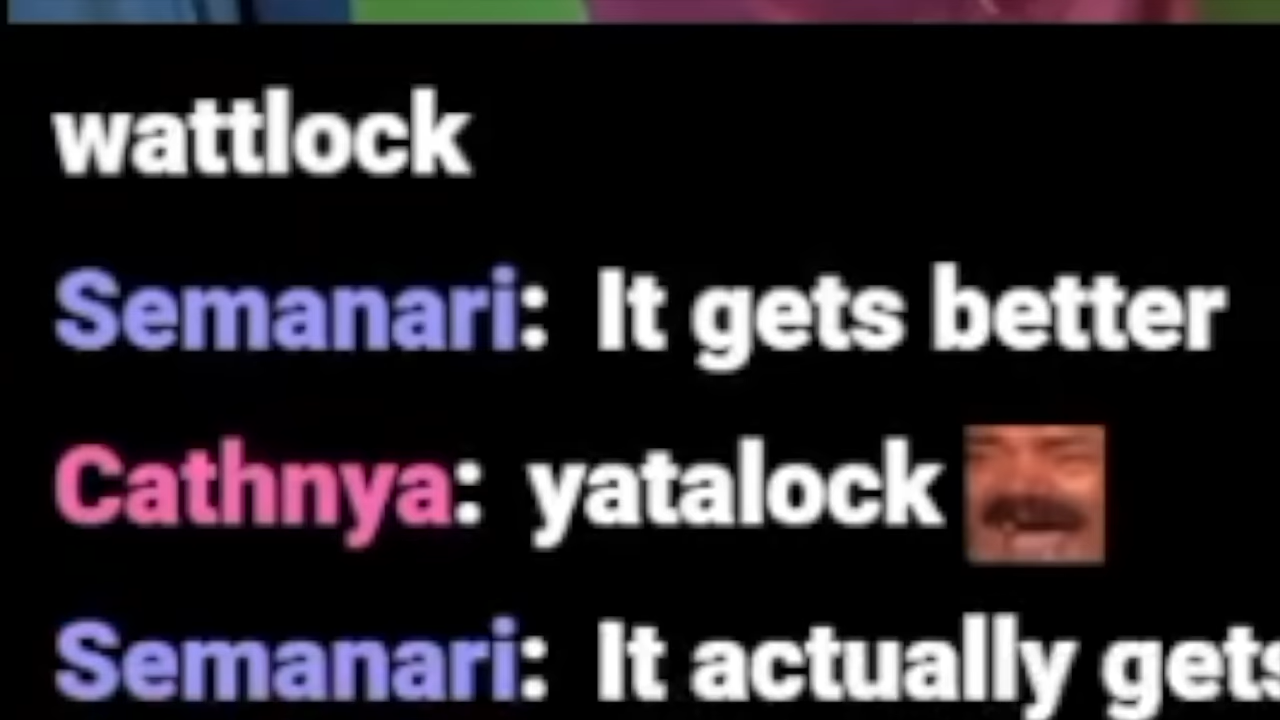 wattlock
Semanari: It gets better
Cathnya: yatalock
Semanari: It actually gets